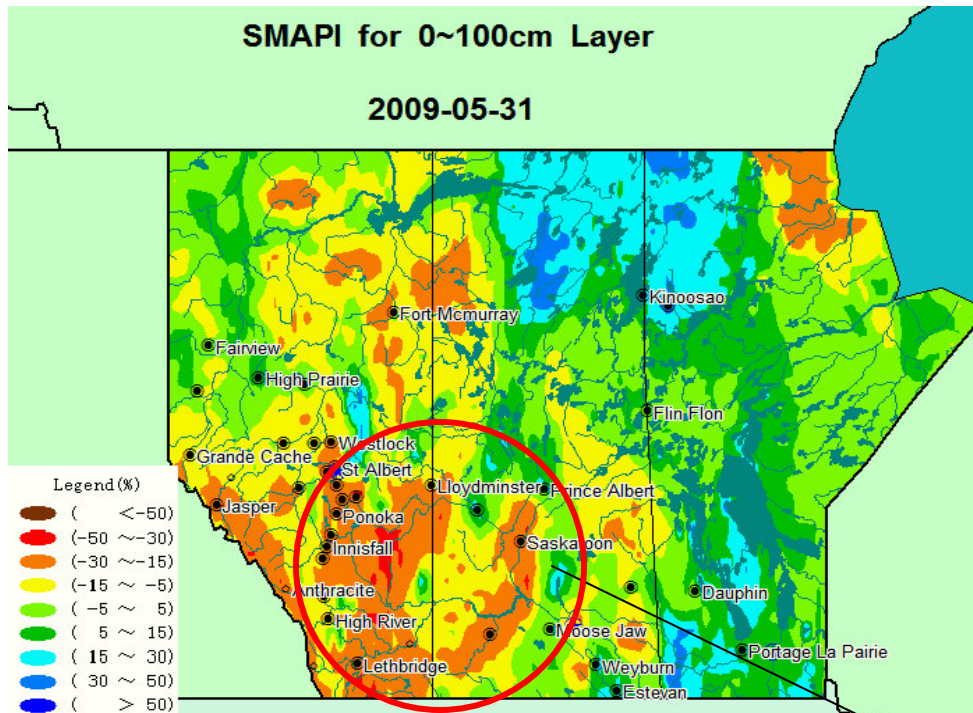 SMAPI for 0~100cm Layer
2009-05-31
Kinoosao
Fort Mcmurray
Fairview
High Prairie
Flin Flon
Westlock
Grande Cache
St Albert
Lloydminster
Prince Albert
Jasper
Ponoka
Saskatoon
Innisfall
Anthracite
Dauphin
High River
Moose Jaw
Portage La Pairie
Lethbridge
Weyburn
Estevan
Legend(%)
( <-50)
(-50 ~-30)
(-30 ~-15)
(-15 ~ -5)
( -5 ~ 5)
( 5 ~ 15)
( 15 ~ 30)
( 30 ~ 50)
( > 50)